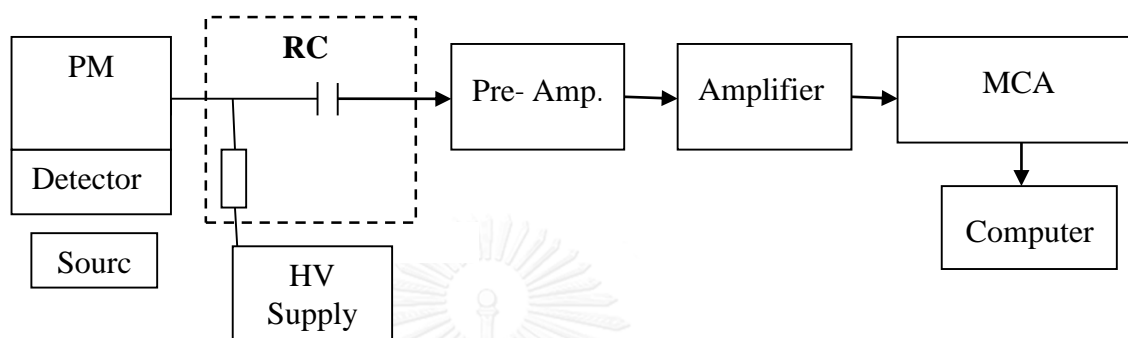 PM
RC
Pre- Amp.
Amplifier
MCA
Detector
Computer
Sourc
HV
Supply